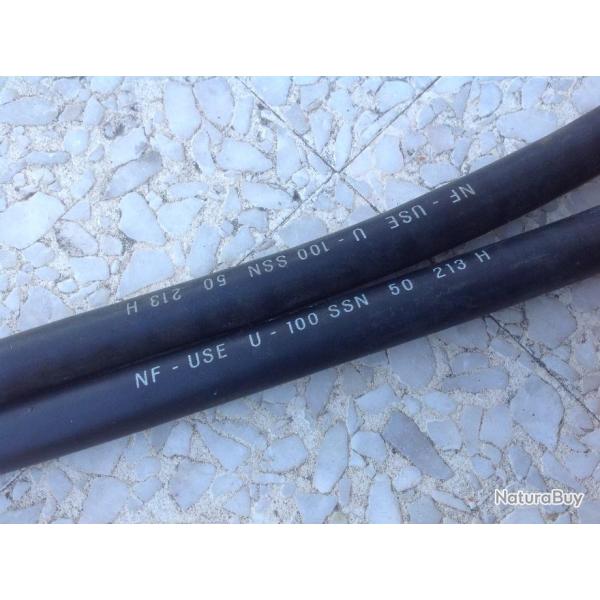 NF - USE U - 100 SSN 50 213 H
NF - USE U - 100 SSN 50 213 H
NaturaBuy